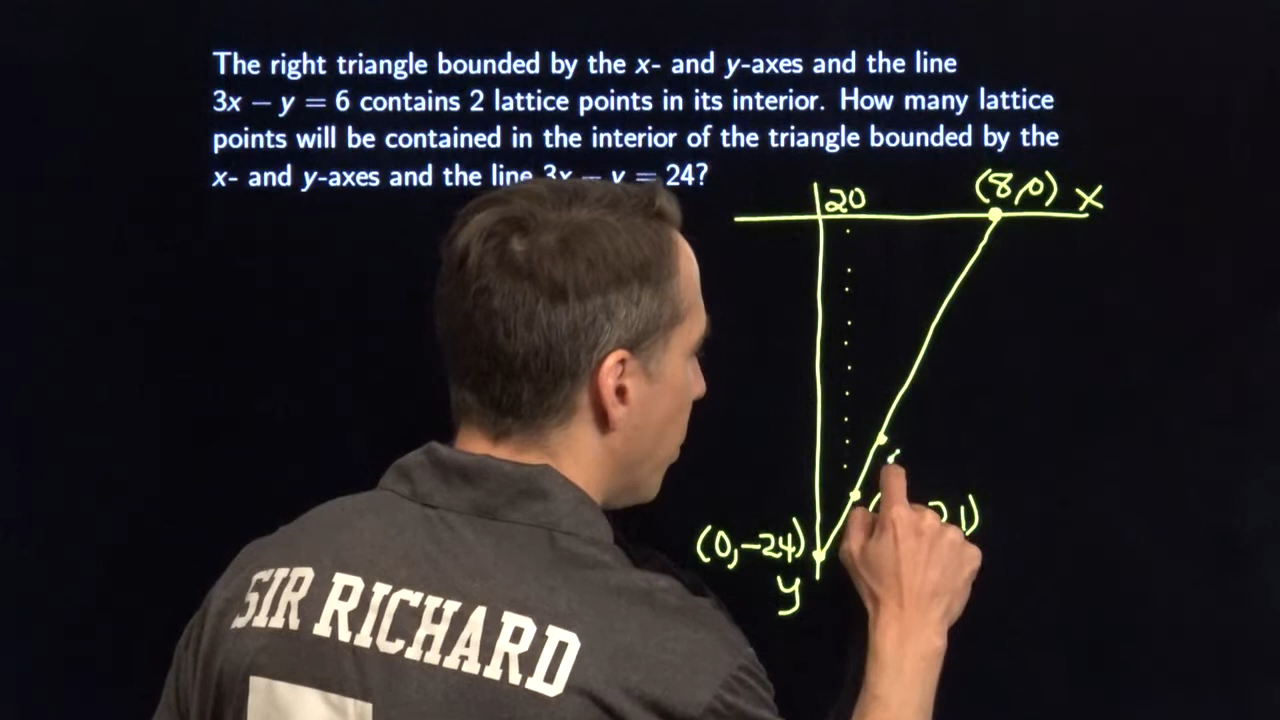 The right triangle bounded by the x- and y-axes and the line
3x − y = 6 contains 2 lattice points in its interior. How many lattice
points will be contained in the interior of the triangle bounded by the
x- and y-axes and the line 3x − y = 24?
20
(8,0) x
(0,-24)
y
SIR RICHARD